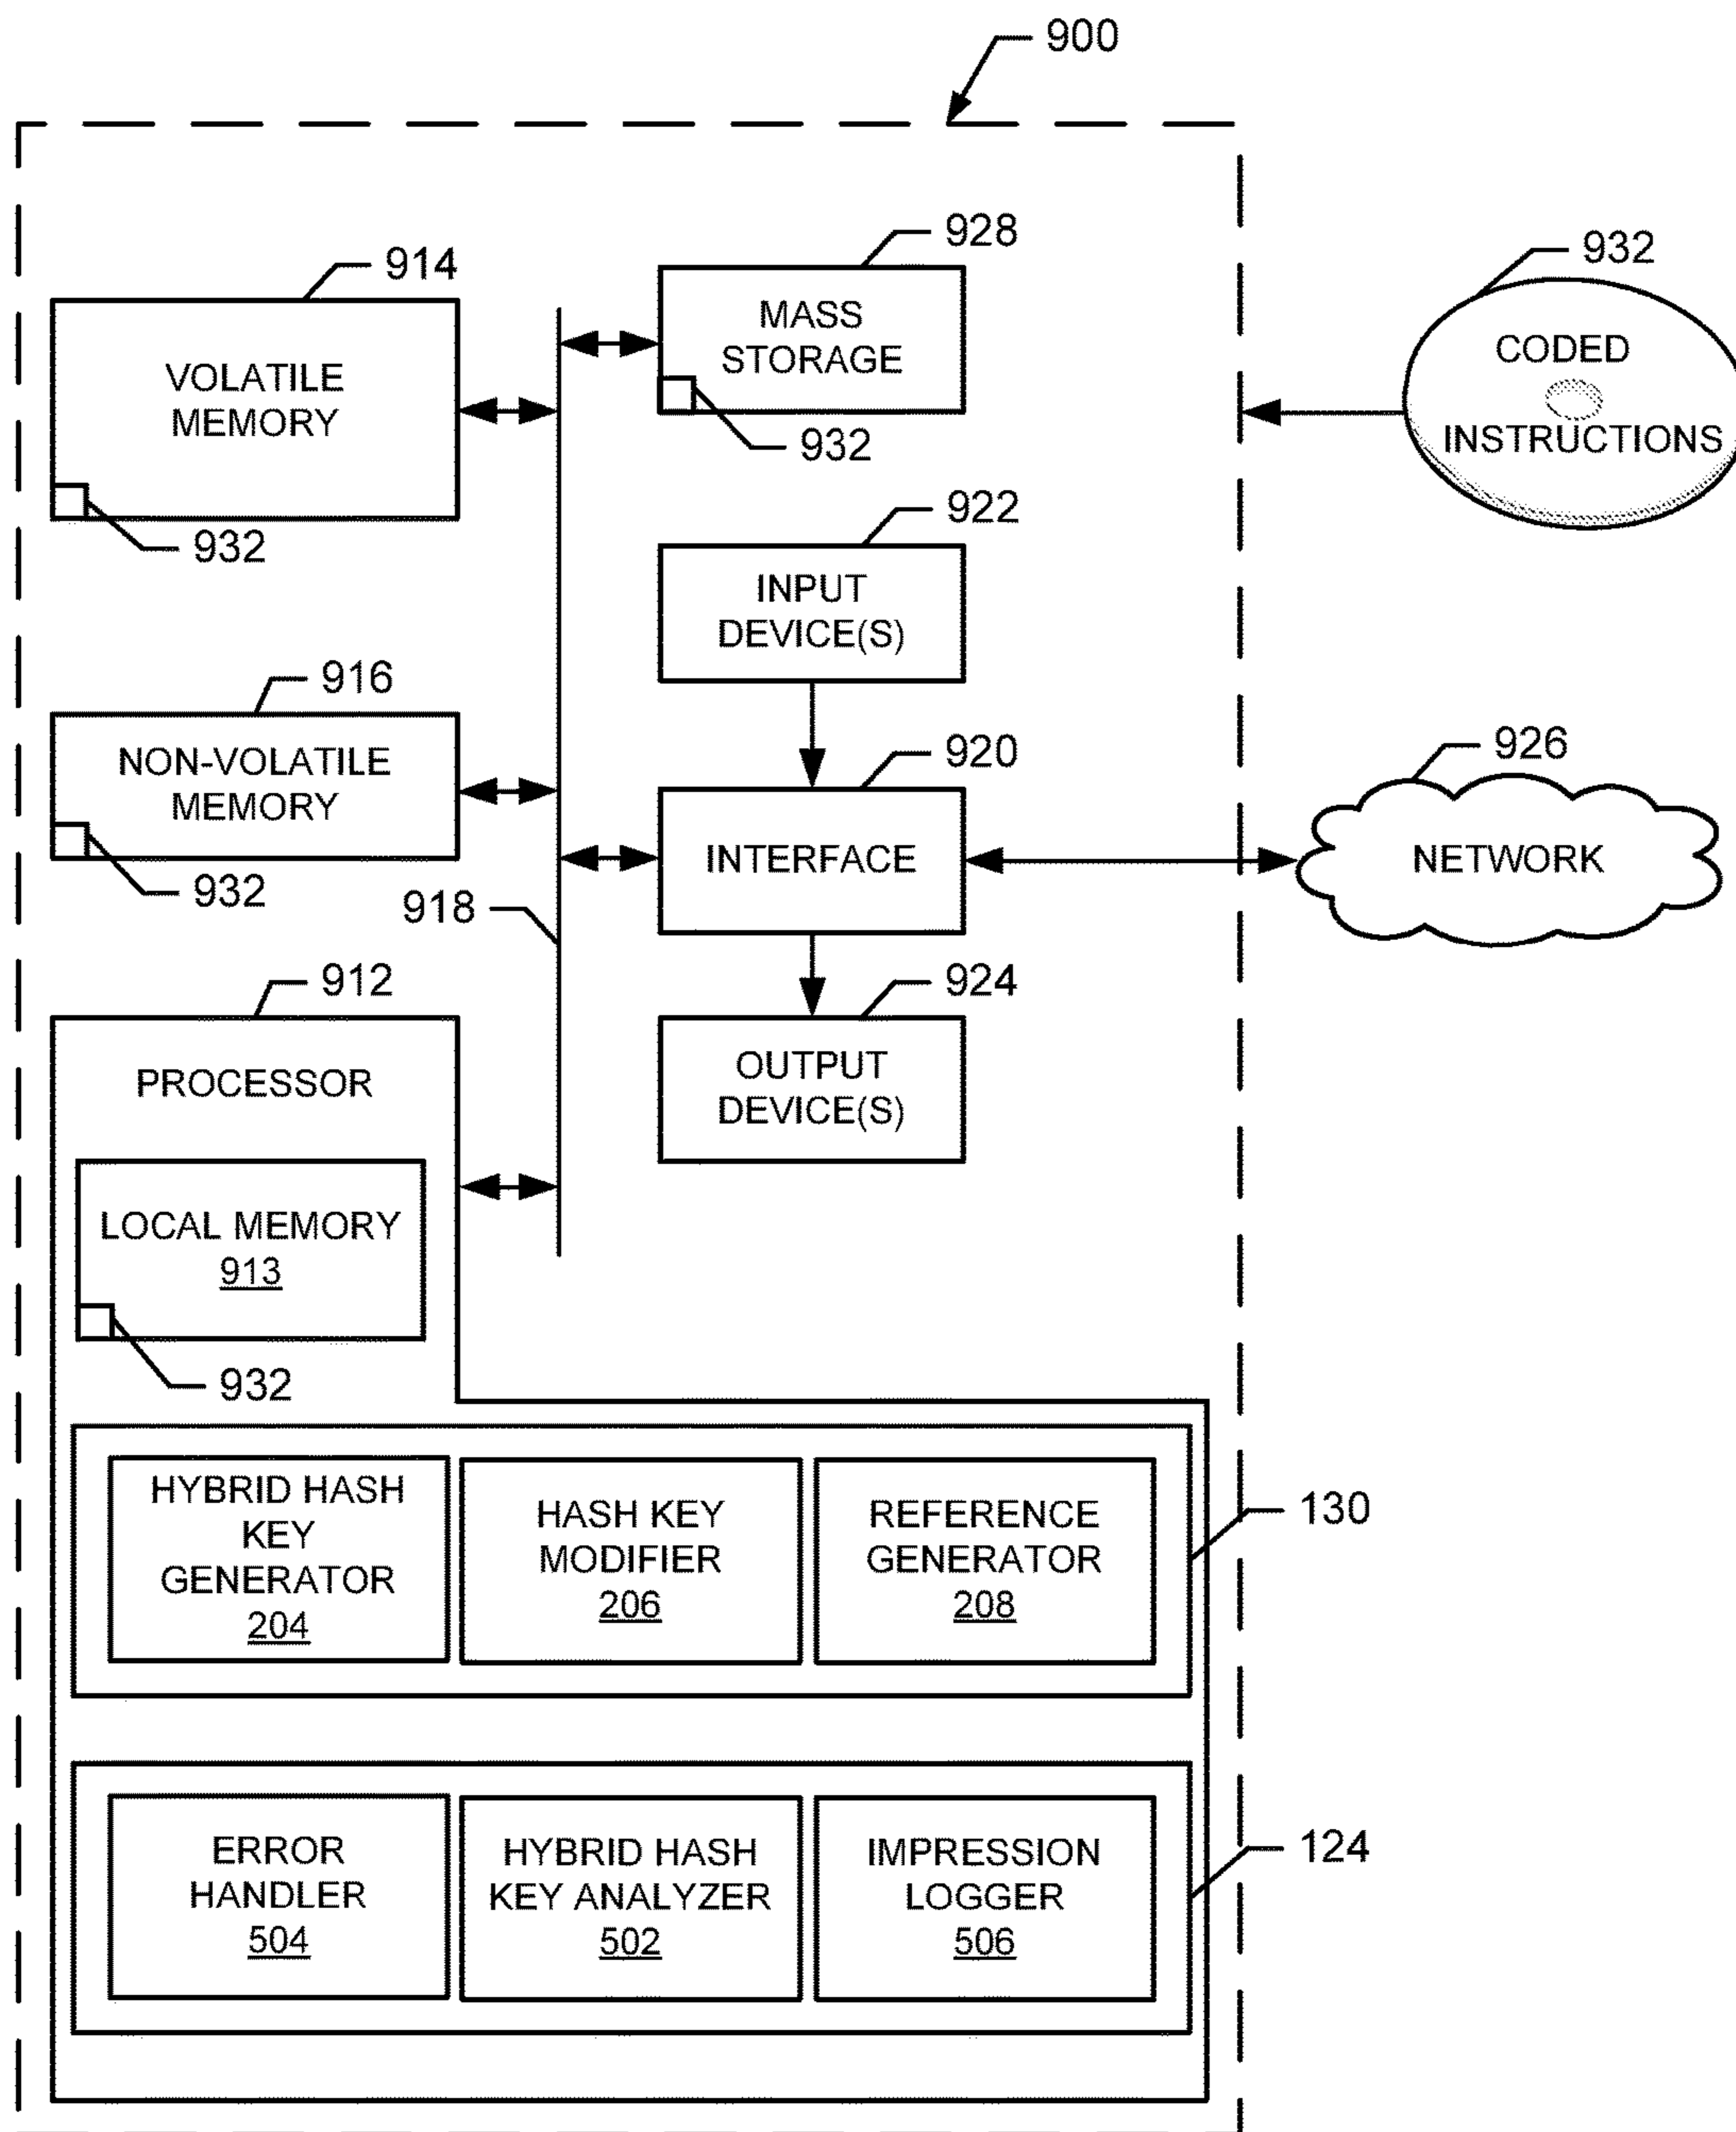 900
928
914
932
MASS
STORAGE
VOLATILE
MEMORY
CODED
INSTRUCTIONS
932
932
922
INPUT
DEVICE(S)
916
920
926
NON-VOLATILE
MEMORY
INTERFACE
NETWORK
932
918
912
924
PROCESSOR
OUTPUT
DEVICE(S)
LOCAL MEMORY
913
932
HYBRID HASH
KEY
GENERATOR
204
HASH KEY
MODIFIER
206
REFERENCE
GENERATOR
208
130
ERROR
HANDLER
504
HYBRID HASH
KEY ANALYZER
502
IMPRESSION
LOGGER
506
124